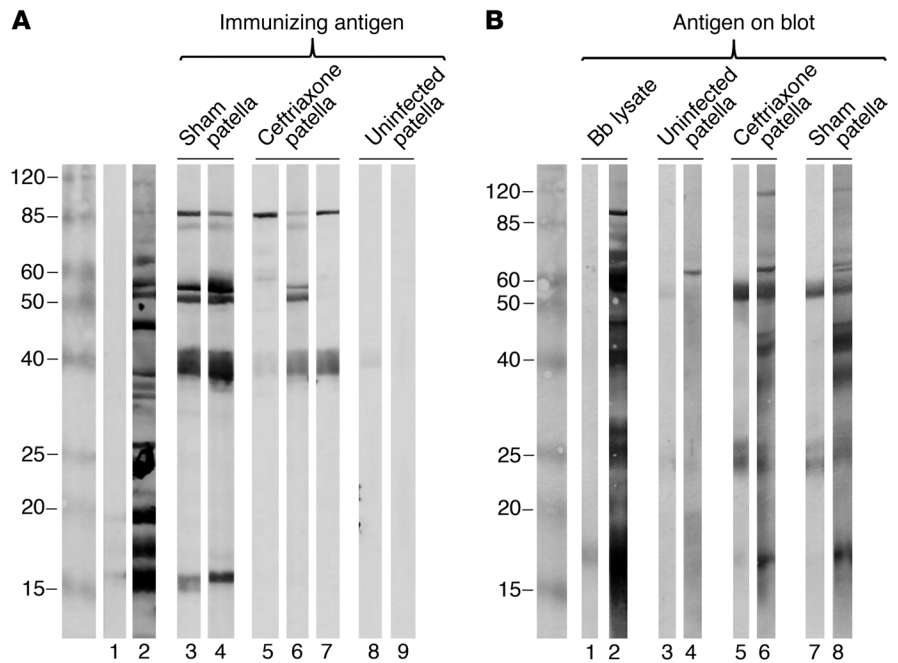 A
Immunizing antigen
Sham patella
Ceftriaxone patella
Uninfected patella
120
85
60
50
40
25
20
15
1 2 3 4 5 6 7 8 9
B
Antigen on blot
Bb lysate
Uninfected patella
Ceftriaxone patella
Sham patella
120
85
60
50
40
25
20
15
1 2 3 4 5 6 7 8